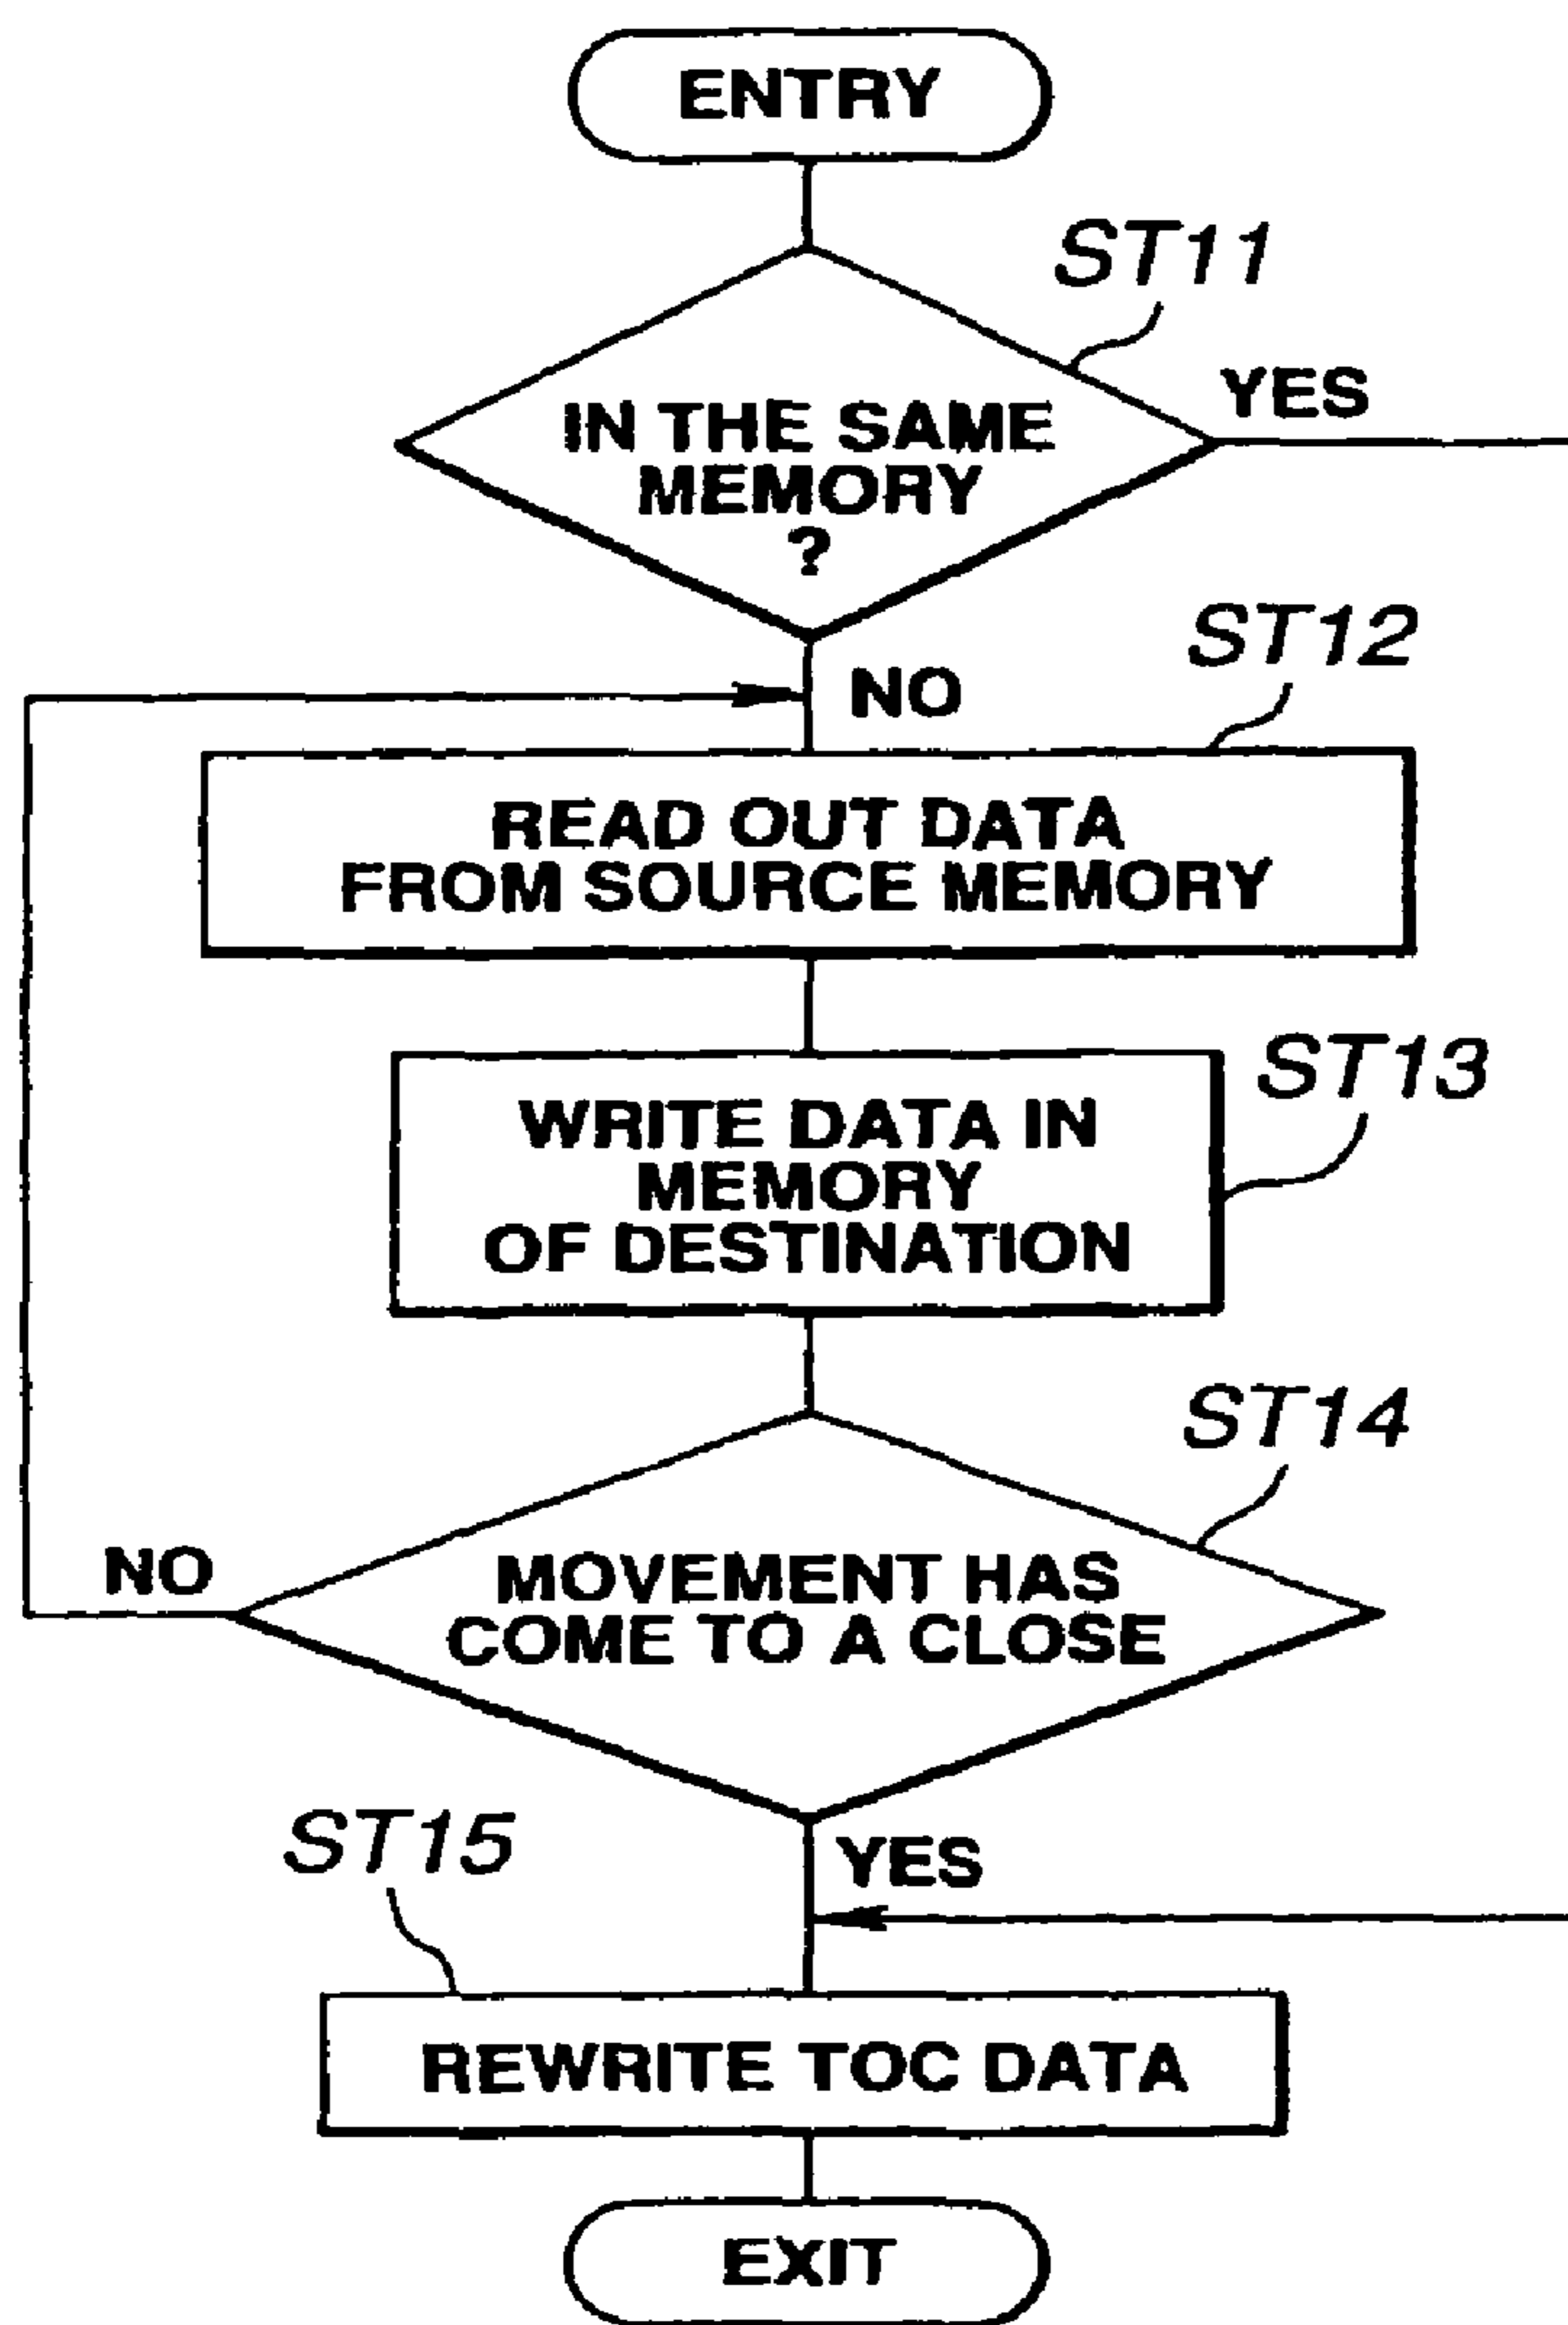 ENTRY
ST11
YES
IN THE SAME
MEMORY
?
ST12
NO
READ OUT DATA
FROM SOURCE MEMORY
ST13
WRITE DATA IN
MEMORY
OF DESTINATION
ST14
NO
MOVEMENT HAS
COME TO A CLOSE
ST15
YES
REWRITE TOC DATA
EXIT